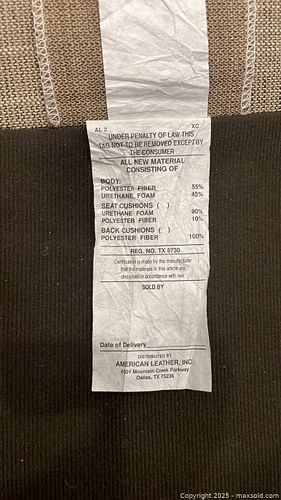 AL 2 XC
UNDER PENALTY OF LAW THIS
TAG NOT TO BE REMOVED EXCEPT BY
THE CONSUMER
ALL NEW MATERIAL
CONSISTING OF
BODY:
POLYESTER FIBER 55%
URETHANE FOAM 45%
SEAT CUSHIONS ( )
URETHANE FOAM 90%
POLYESTER FIBER 10%
BACK CUSHIONS ( )
POLYESTER FIBER 100%
REG. NO. TX 8730
Certification is made by the manufacturer
that the materials in this article are
described in accordance with law.
SOLD BY
Date of Delivery
DISTRIBUTED BY
AMERICAN LEATHER, INC.
4501 Mountain Creek Parkway
Dallas, TX 75236
Copyright © 2025 - maxsold.com